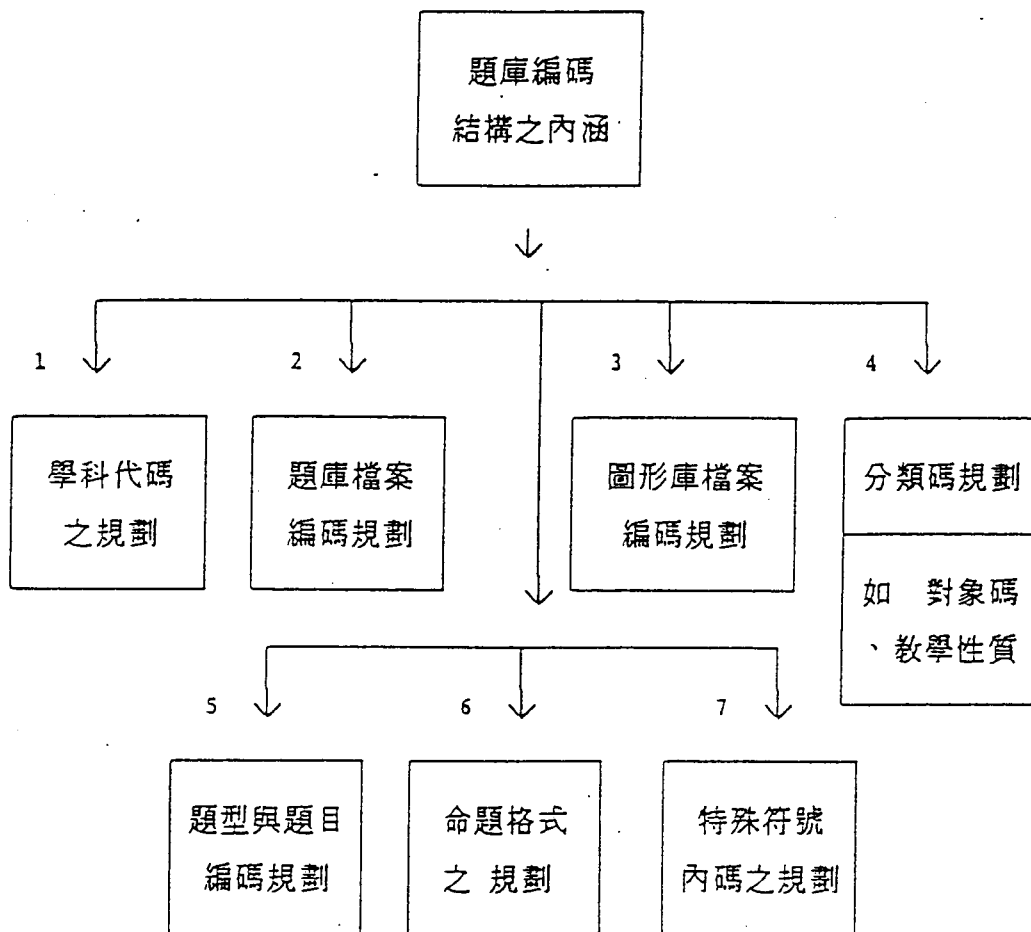 題庫編碼
結構之內涵
1
2
3
4
學科代碼
之規劃
題庫檔案
編碼規劃
圖形庫檔案
編碼規劃
分類碼規劃
如 對象碼
、教學性質
5
6
7
題型與題目
編碼規劃
命題格式
之 規劃
特殊符號
內碼之規劃